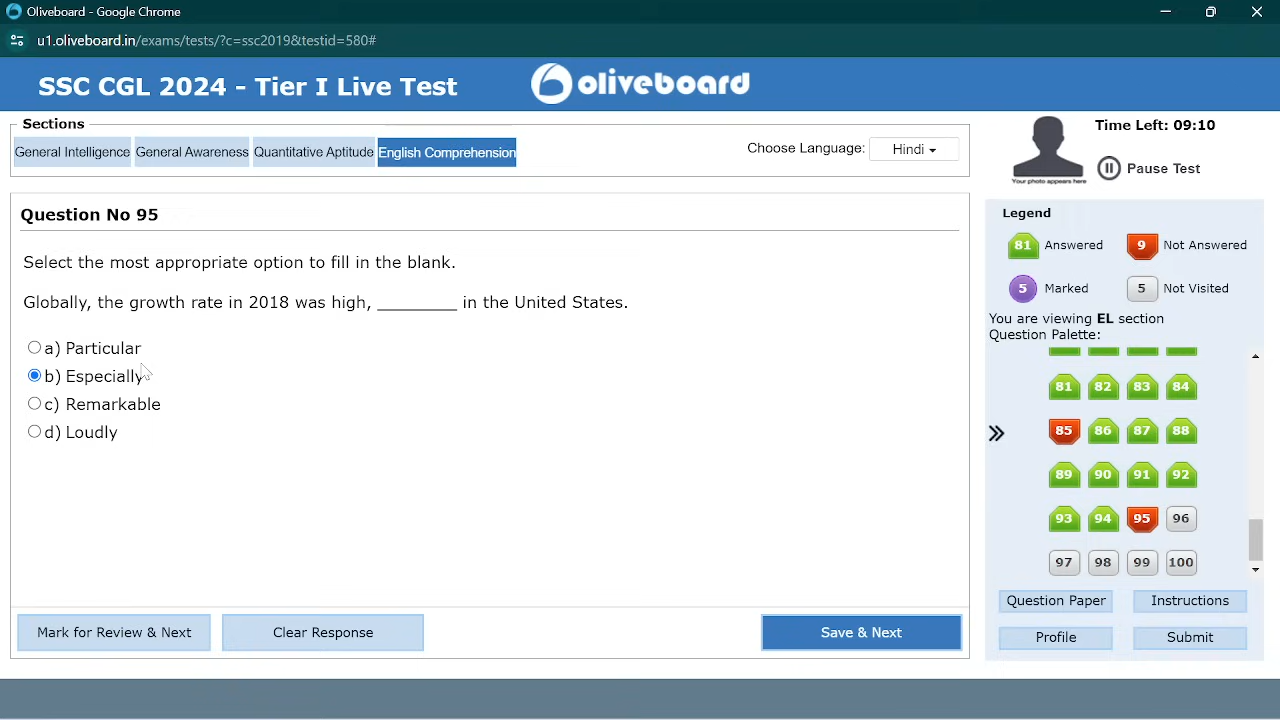 Oliveboard - Google Chrome
u1.oliveboard.in/exams/tests/?c=ssc2019&testid=580#
SSC CGL 2024 - Tier I Live Test
oliveboard
Sections
General Intelligence General Awareness Quantitative Aptitude English Comprehension
Choose Language: Hindi
Your photo appears here
Time Left: 09:10
Pause Test
Question No 95
Select the most appropriate option to fill in the blank.
Globally, the growth rate in 2018 was high, _________ in the United States.
a) Particular
b) Especially
c) Remarkable
d) Loudly
Mark for Review & Next Clear Response Save & Next
Legend
81 Answered 9 Not Answered
5 Marked 5 Not Visited
You are viewing EL section
Question Palette:
81 82 83 84
85 86 87 88
89 90 91 92
93 94 95 96
97 98 99 100
Question Paper Instructions
Profile Submit